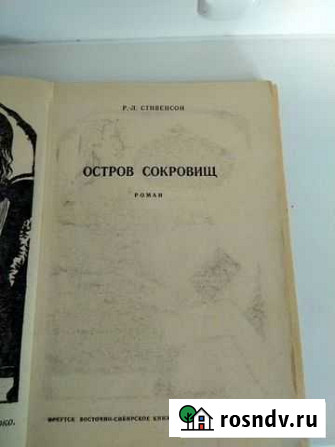 Р.-Л. СТИВЕНСОН
ОСТРОВ СОКРОВИЩ
РОМАН
ИРКУТСК ВОСТОЧНО-СИБИРСКОЕ КНИЖ
rosndv.ru